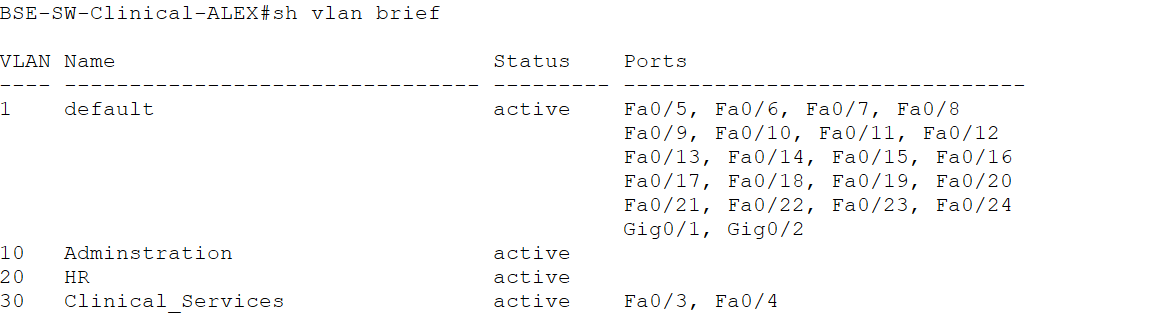 BSE-SW-Clinical-ALEX#sh vlan brief
VLAN Name                             Status    Ports
---- -------------------------------- --------- -------------------------------
1    default                          active    Fa0/5, Fa0/6, Fa0/7, Fa0/8
                                                Fa0/9, Fa0/10, Fa0/11, Fa0/12
                                                Fa0/13, Fa0/14, Fa0/15, Fa0/16
                                                Fa0/17, Fa0/18, Fa0/19, Fa0/20
                                                Fa0/21, Fa0/22, Fa0/23, Fa0/24
                                                Gig0/1, Gig0/2
10   Adminstration                    active
20   HR                               active
30   Clinical_Services                active    Fa0/3, Fa0/4